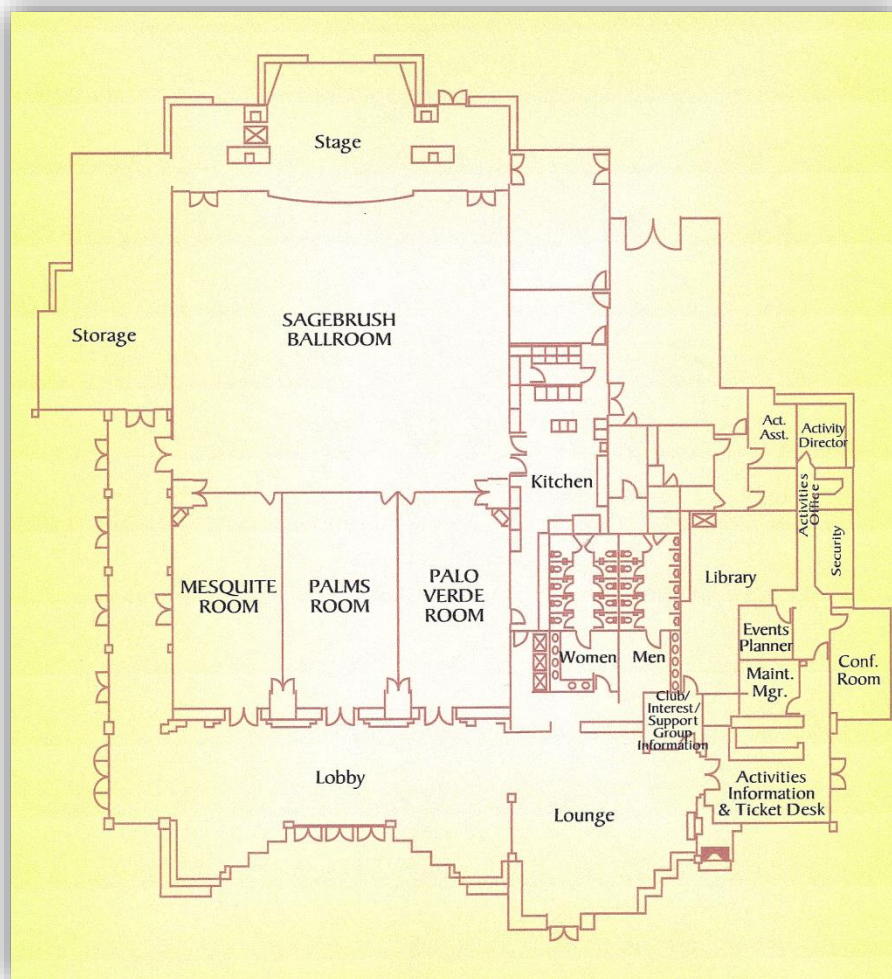 Stage
SAGEBRUSH
BALLROOM
Storage
Act.
Asst.
Activity
Director
Kitchen
Activities
Office
Security
MESQUITE
ROOM
PALMS
ROOM
PALO
VERDE
ROOM
Library
Events
Planner
Women
Men
Conf.
Room
Maint.
Mgr.
Club/
Interest/
Support
Group
Information
Lobby
Lounge
Activities
Information
& Ticket Desk